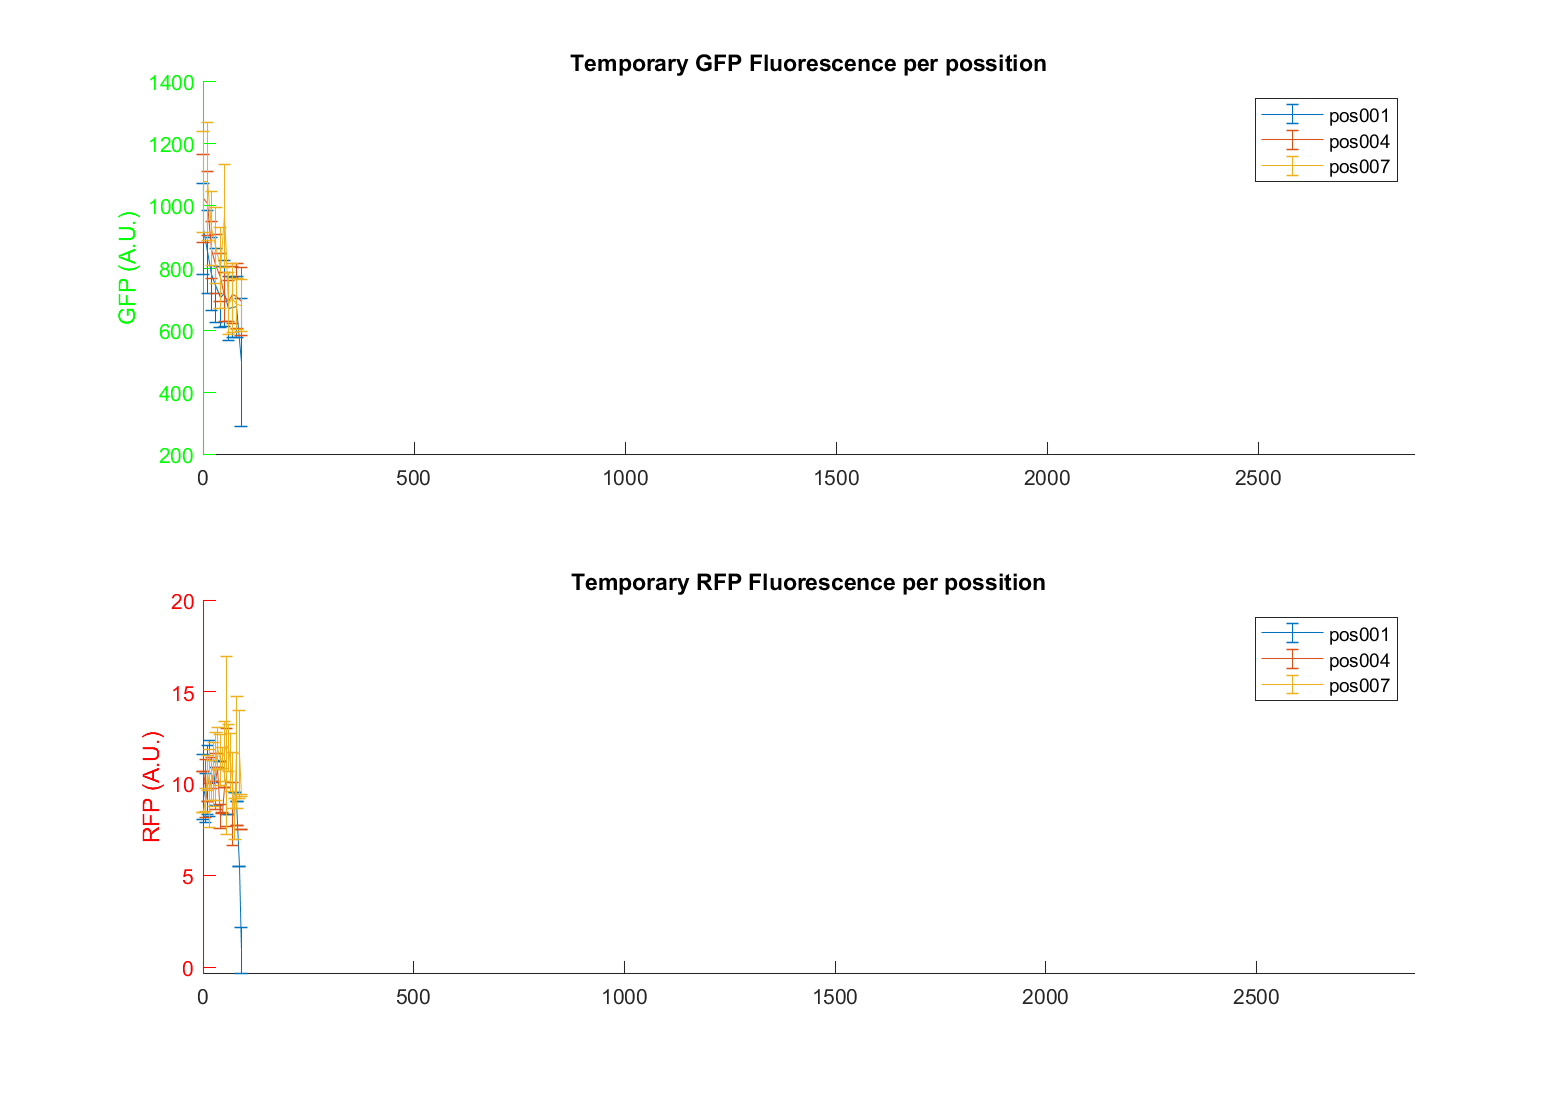 Temporary GFP Fluorescence per possition
1400
1200
1000
800
600
400
200
GFP (A.U.)
pos001
pos004
pos007
0 500 1000 1500 2000 2500
Temporary RFP Fluorescence per possition
20
15
10
5
0
RFP (A.U.)
pos001
pos004
pos007
0 500 1000 1500 2000 2500